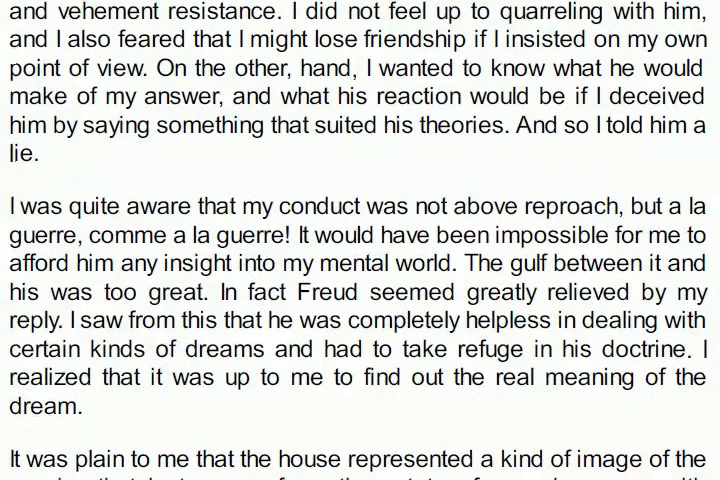 and vehement resistance. I did not feel up to quarreling with him,
and I also feared that I might lose friendship if I insisted on my own
point of view. On the other, hand, I wanted to know what he would
make of my answer, and what his reaction would be if I deceived
him by saying something that suited his theories. And so I told him a
lie.
I was quite aware that my conduct was not above reproach, but a la
guerre, comme a la guerre! It would have been impossible for me to
afford him any insight into my mental world. The gulf between it and
his was too great. In fact Freud seemed greatly relieved by my
reply. I saw from this that he was completely helpless in dealing with
certain kinds of dreams and had to take refuge in his doctrine. I
realized that it was up to me to find out the real meaning of the
dream.
It was plain to me that the house represented a kind of image of the